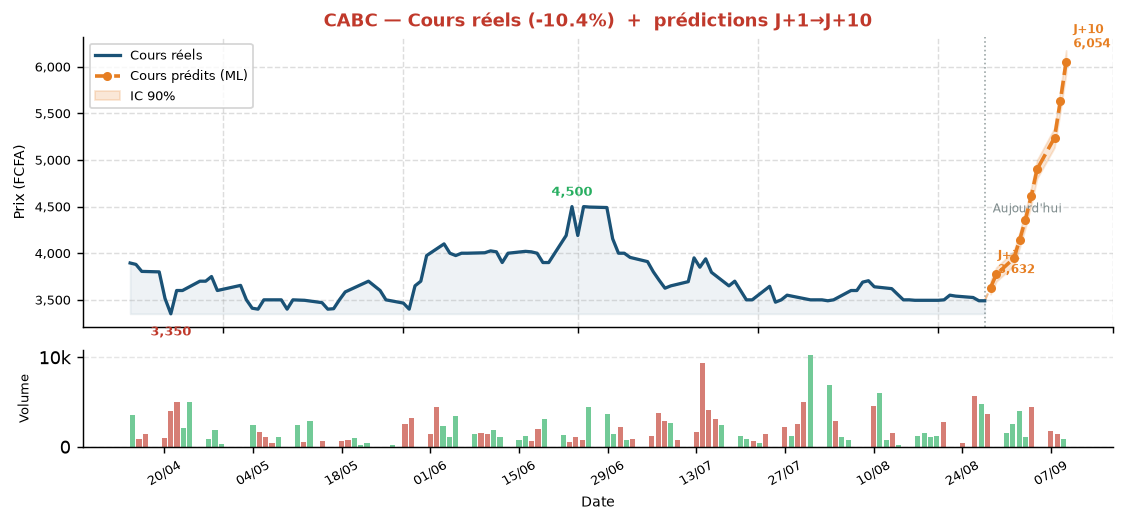 CABC — Cours réels (-10.4%)  +  prédictions J+1→J+10
Cours réels
Cours prédits (ML)
IC 90%
J+10
6,054
6,000
5,500
5,000
4,500
4,000
3,500
Prix (FCFA)
4,500
3,350
Aujourd'hui
3,632
10k
0
Volume
20/04
04/05
18/05
01/06
15/06
29/06
13/07
27/07
10/08
24/08
07/09
Date